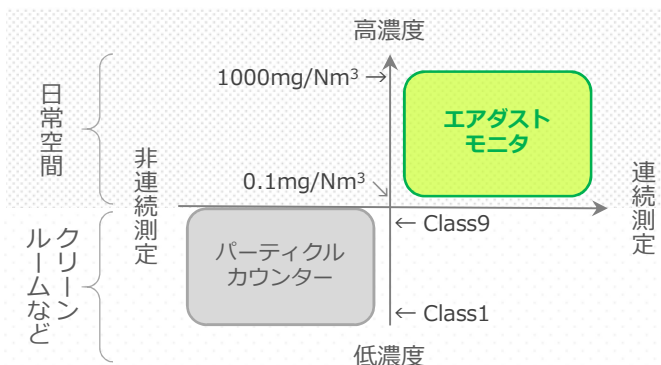 高濃度
1000mg/Nm³→
エアダスト
モニタ
日常空間
非連続測定
0.1mg/Nm³↘
連続測定
← Class9
パーティクル
カウンター
クリーン
ルームなど
← Class1
低濃度